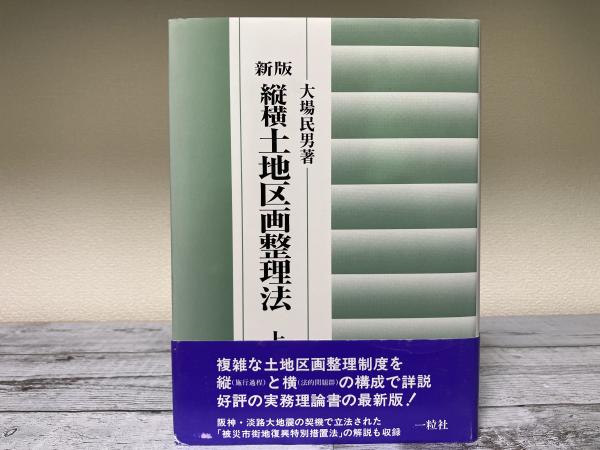 新版
縦横土地区画整理法
上
大場民男著
複雑な土地区画整理制度を
縦(施行過程)と横(法的問題群)の構成で詳説
好評の実務理論書の最新版!
阪神・淡路大地震の契機で立法された
「被災市街地復興特別措置法」の解説も収録
一粒社